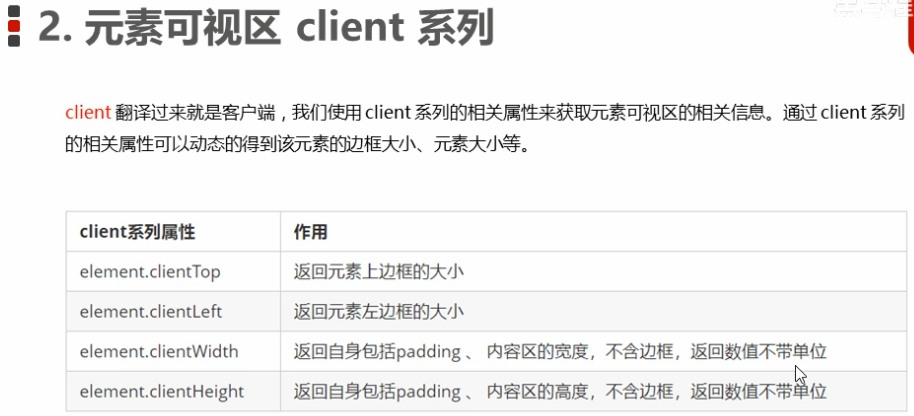 2. 元素可视区 client 系列
client 翻译过来就是客户端，我们使用 client 系列的相关属性来获取元素可视区的相关信息。通过 client 系列
的相关属性可以动态的得到该元素的边框大小、元素大小等。
client系列属性 作用
element.clientTop 返回元素上边框的大小
element.clientLeft 返回元素左边框的大小
element.clientWidth 返回自身包括padding 、 内容区的宽度，不含边框，返回数值不带单位
element.clientHeight 返回自身包括padding 、 内容区的高度，不含边框，返回数值不带单位